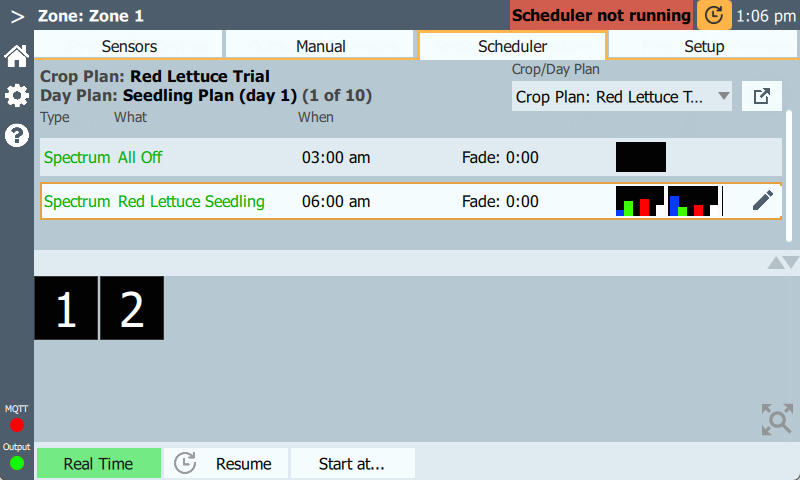 > Zone: Zone 1 Scheduler not running 1:06 pm
Sensors Manual Scheduler Setup
Crop Plan: Red Lettuce Trial
Day Plan: Seedling Plan (day 1) (1 of 10)
Crop/Day Plan
Crop Plan: Red Lettuce T...
Type What When
Spectrum All Off 03:00 am Fade: 0:00
Spectrum Red Lettuce Seedling 06:00 am Fade: 0:00
1 2
MQTT
Output
Real Time Resume Start at...